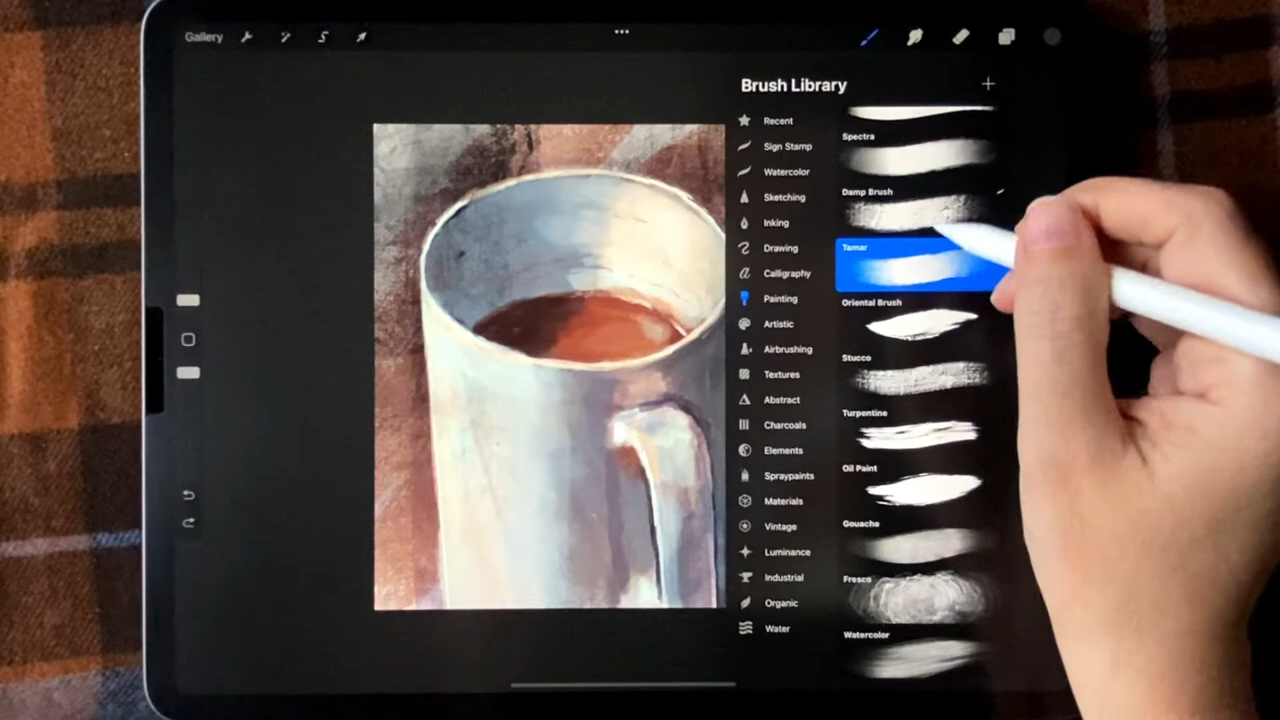 Gallery
Brush Library
Recent
Sign Stamp
Watercolor
Sketching
Inking
Drawing
Calligraphy
Painting
Artistic
Airbrushing
Textures
Abstract
Charcoals
Elements
Spraypaints
Materials
Vintage
Luminance
Industrial
Organic
Water
Spectra
Damp Brush
Tamar
Oriental Brush
Stucco
Turpentine
Oil Paint
Gouache
Fresco
Watercolor